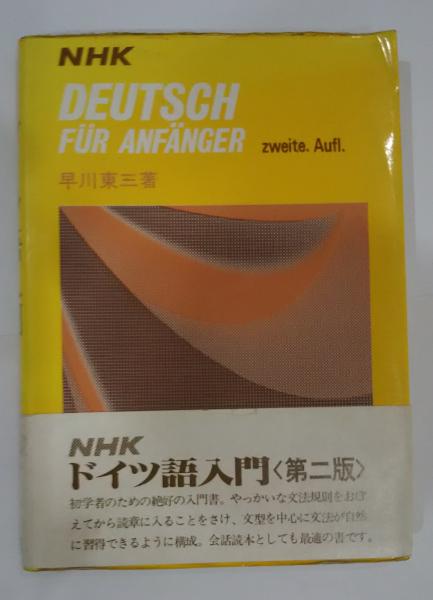 NHK
DEUTSCH
FÜR ANFÄNGER
zweite. Aufl.
早川東三著
NHK
ドイツ語入門〈第二版〉
初学者のための絶好の入門書。やっかいな文法規則をおぼ
えてから読章に入ることをさけ、文型を中心に文法が自然
に習得できるように構成。会話読本としても最適の書です。